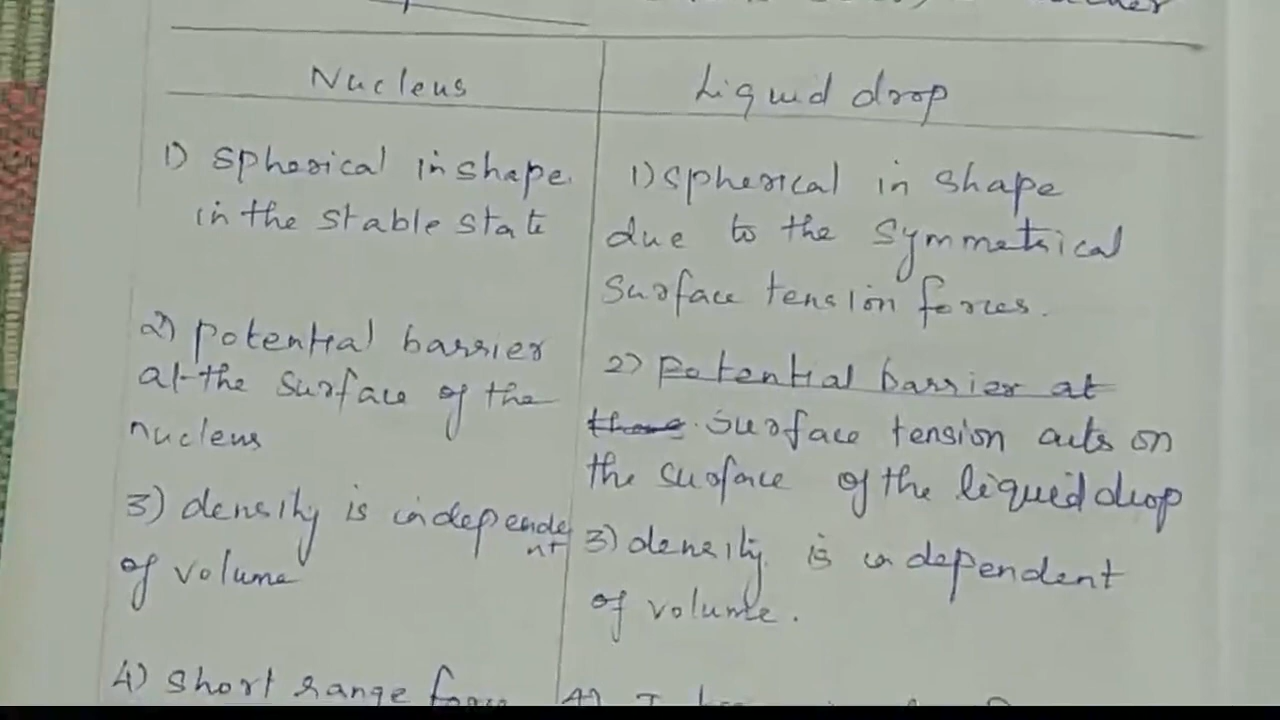 Nucleus
Liquid drop
1) spherical in shape.
in the stable state
1) spherical in shape
due to the symmetrical
surface tension forces.
2) potential barrier
at the surface of the
nucleus
2) potential barrier at
surface tension acts on
the surface of the liquid drop
3) density is independe
nt
of volume
3) density is independent
of volume.
4) short range
4)